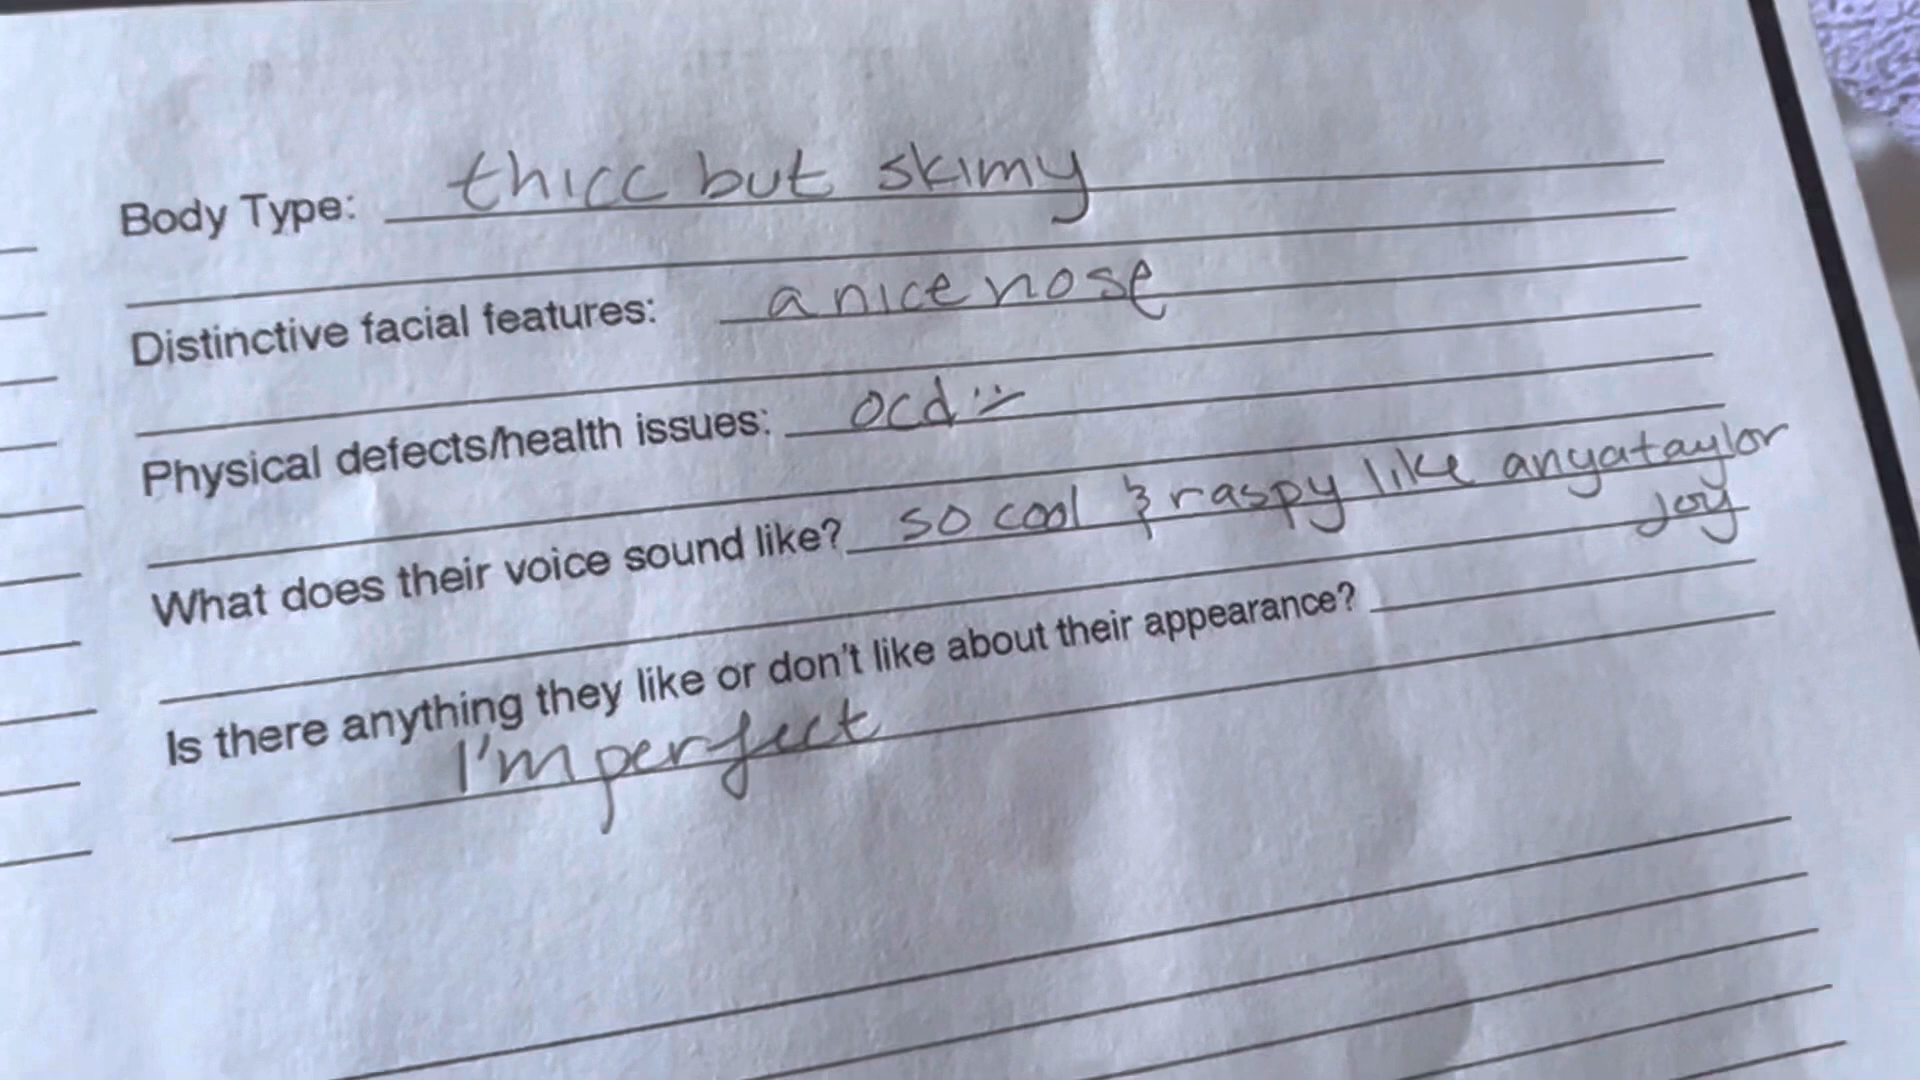 Body Type: thicc but skimy
Distinctive facial features: a nice nose
Physical defects/health issues: ocd :/
What does their voice sound like? so cool & raspy like anyataylor
Joy
Is there anything they like or don't like about their appearance?
I'm perfect